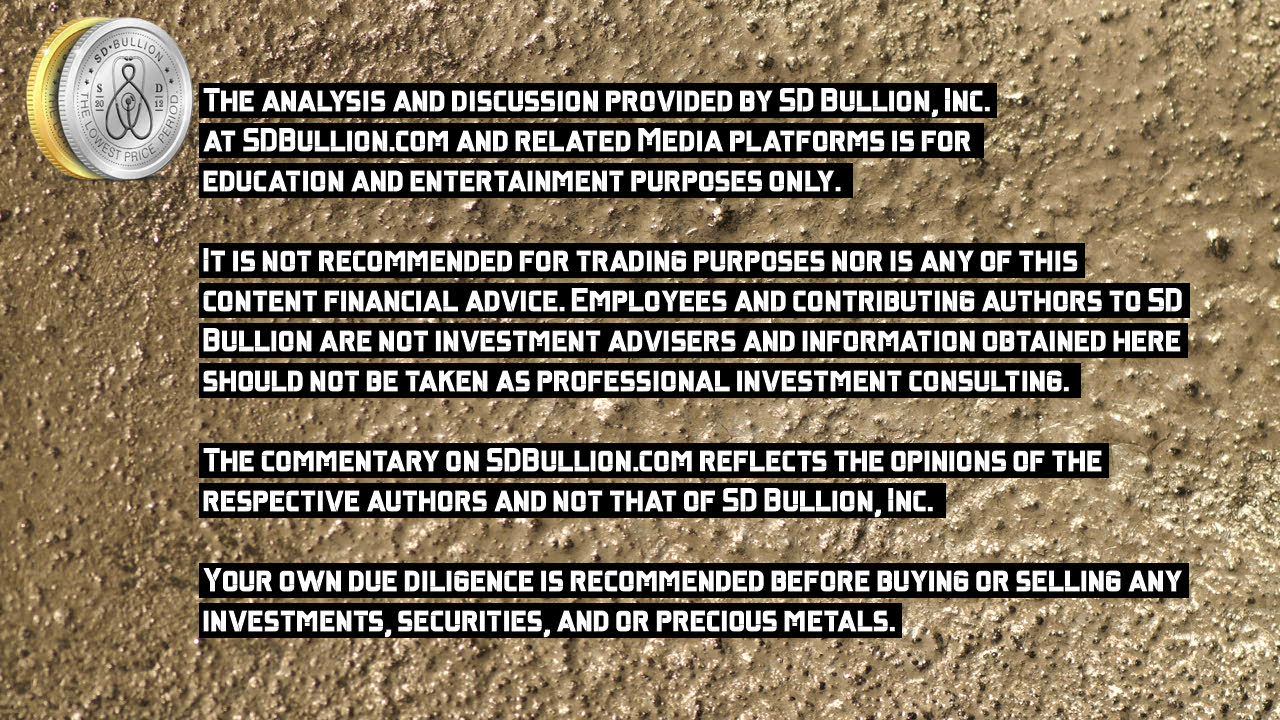 SD•BULLION
S D
20 13
THE LOWEST PRICE. PERIOD
The analysis and discussion provided by SD Bullion, Inc.
at SDBullion.com and related Media platforms is for
education and entertainment purposes only.
It is not recommended for trading purposes nor is any of this
content financial advice. Employees and contributing authors to SD
Bullion are not investment advisers and information obtained here
should not be taken as professional investment consulting.
The commentary on SDBullion.com reflects the opinions of the
respective authors and not that of SD Bullion, Inc.
Your own due diligence is recommended before buying or selling any
investments, securities, and or precious metals.